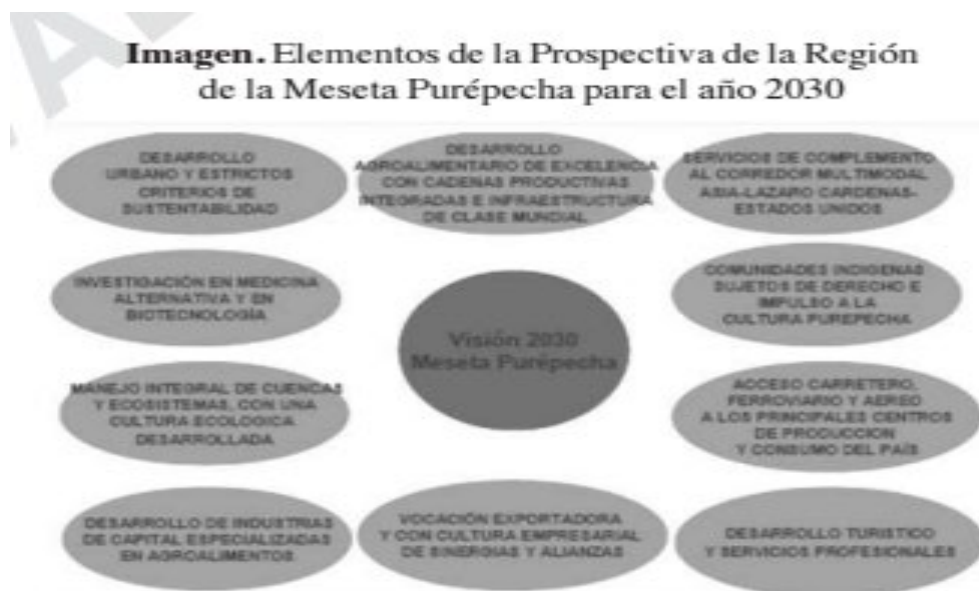 Imagen. Elementos de la Prospectiva de la Región
de la Meseta Purépecha para el año 2030
DESARROLLO
URBANO Y ESTRICTOS
CRITERIOS DE
SUSTENTABILIDAD
DESARROLLO
AGROALIMENTARIO DE EXCELENCIA
CON CADENAS PRODUCTIVAS
INTEGRADAS E INFRAESTRUCTURA
DE CLASE MUNDIAL
SERVICIOS DE COMPLEMENTO
AL CORREDOR MULTIMODAL
ASIA-LAZARO CARDENAS-
ESTADOS UNIDOS
INVESTIGACIÓN EN MEDICINA
ALTERNATIVA Y EN
BIOTECNOLOGÍA
Visión 2030
Meseta Purépecha
COMUNIDADES INDIGENAS
SUJETOS DE DERECHO E
IMPULSO A LA
CULTURA PUREPECHA
MANEJO INTEGRAL DE CUENCAS
Y ECOSISTEMAS, CON UNA
CULTURA ECOLOGICA
DESARROLLADA
ACCESO CARRETERO,
FERROVIARIO Y AEREO
A LOS PRINCIPALES CENTROS
DE PRODUCCION
Y CONSUMO DEL PAÍS
DESARROLLO DE INDUSTRIAS
DE CAPITAL ESPECIALIZADAS
EN AGROALIMENTOS.
VOCACIÓN EXPORTADORA
Y CON CULTURA EMPRESARIAL
DE SINERGIAS Y ALIANZAS
DESARROLLO TURISTICO
Y SERVICIOS PROFESIONALES